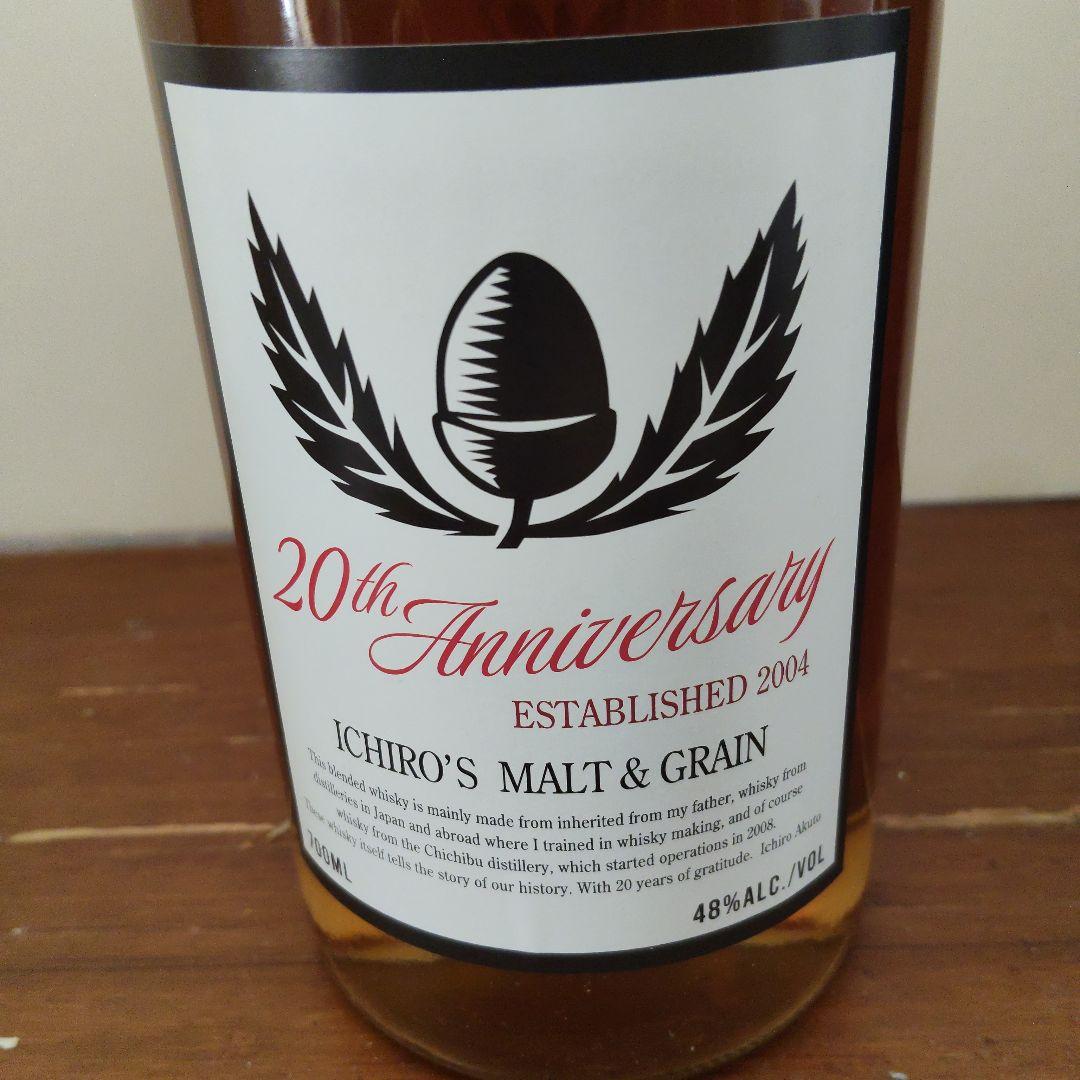 20th Anniversary
ESTABLISHED 2004
ICHIRO'S MALT & GRAIN
This blended whisky is mainly made from inherited from my father, whisky from
distilleries in Japan and abroad where I trained in whisky making, and of course
whisky from the Chichibu distillery, which started operations in 2008.
These whisky itself tells the story of our history. With 20 years of gratitude. Ichiro Akuto
700ML
48%ALC./VOL